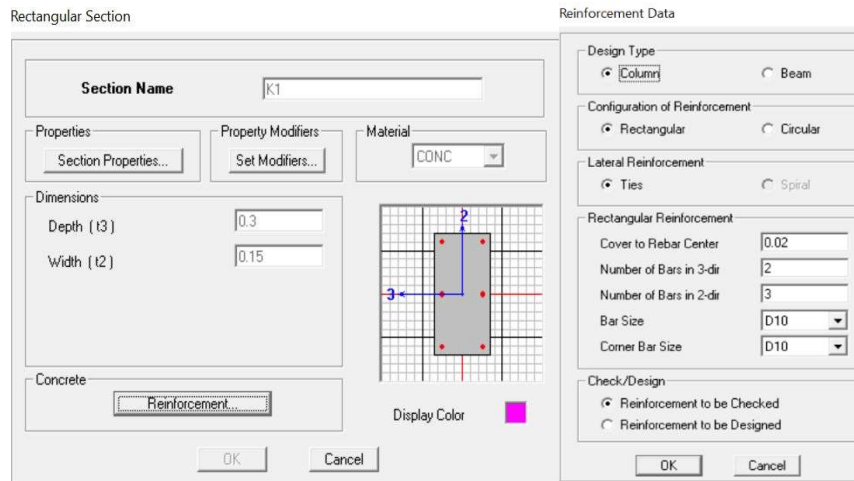 Rectangular Section
Section Name
K1
Properties
Section Properties...
Property Modifiers
Set Modifiers...
Material
CONC
Dimensions
Depth ( t3 )
0.3
Width ( t2 )
0.15
2
3
Concrete
Reinforcement...
Display Color
OK
Cancel
Reinforcement Data
Design Type
Column
Beam
Configuration of Reinforcement
Rectangular
Circular
Lateral Reinforcement
Ties
Spiral
Rectangular Reinforcement
Cover to Rebar Center
0.02
Number of Bars in 3-dir
2
Number of Bars in 2-dir
3
Bar Size
D10
Corner Bar Size
D10
Check/Design
Reinforcement to be Checked
Reinforcement to be Designed
OK
Cancel